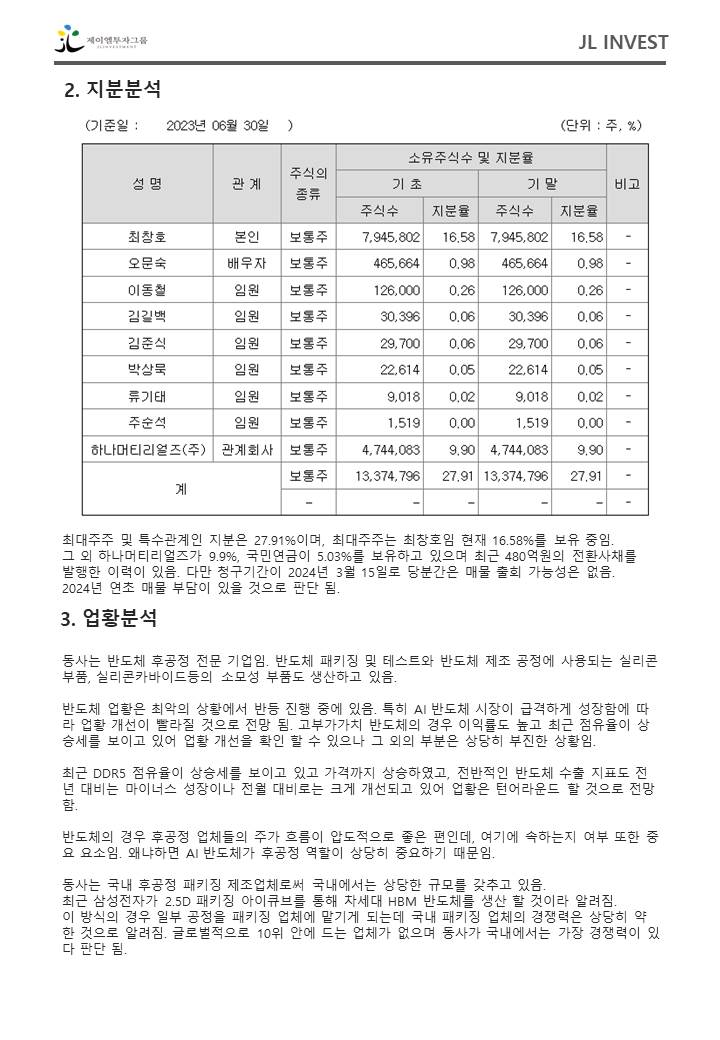 제이엘투자그룹
JLINVESTMENT
JL INVEST
2. 지분분석
(기준일 : 2023년 06월 30일 )
(단위 : 주, %)
성 명 관 계 주식의 종류 소유주식수 및 지분율 비고
기 초 기 말
주식수 지분율 주식수 지분율
최창호 본인 보통주 7,945,802 16.58 7,945,802 16.58 -
오문숙 배우자 보통주 465,664 0.98 465,664 0.98 -
이동철 임원 보통주 126,000 0.26 126,000 0.26 -
김길백 임원 보통주 30,396 0.06 30,396 0.06 -
김준식 임원 보통주 29,700 0.06 29,700 0.06 -
박상묵 임원 보통주 22,614 0.05 22,614 0.05 -
류기태 임원 보통주 9,018 0.02 9,018 0.02 -
주순석 임원 보통주 1,519 0.00 1,519 0.00 -
하나머티리얼즈(주) 관계회사 보통주 4,744,083 9.90 4,744,083 9.90 -
계 보통주 13,374,796 27.91 13,374,796 27.91 -
- - - - - -
최대주주 및 특수관계인 지분은 27.91%이며, 최대주주는 최창호임 현재 16.58%를 보유 중임.
그 외 하나머티리얼즈가 9.9%, 국민연금이 5.03%를 보유하고 있으며 최근 480억원의 전환사채를
발행한 이력이 있음. 다만 청구기간이 2024년 3월 15일로 당분간은 매물 출회 가능성은 없음.
2024년 연초 매물 부담이 있을 것으로 판단 됨.
3. 업황분석
동사는 반도체 후공정 전문 기업임. 반도체 패키징 및 테스트와 반도체 제조 공정에 사용되는 실리콘
부품, 실리콘카바이드등의 소모성 부품도 생산하고 있음.
반도체 업황은 최악의 상황에서 반등 진행 중에 있음. 특히 AI 반도체 시장이 급격하게 성장함에 따
라 업황 개선이 빨라질 것으로 전망 됨. 고부가가치 반도체의 경우 이익률도 높고 최근 점유율이 상
승세를 보이고 있어 업황 개선을 확인 할 수 있으나 그 외의 부분은 상당히 부진한 상황임.
최근 DDR5 점유율이 상승세를 보이고 있고 가격까지 상승하였고, 전반적인 반도체 수출 지표도 전
년 대비는 마이너스 성장이나 전월 대비로는 크게 개선되고 있어 업황은 턴어라운드 할 것으로 전망
함.
반도체의 경우 후공정 업체들의 주가 흐름이 압도적으로 좋은 편인데, 여기에 속하는지 여부 또한 중
요 요소임. 왜냐하면 AI 반도체가 후공정 역할이 상당히 중요하기 때문임.
동사는 국내 후공정 패키징 제조업체로써 국내에서는 상당한 규모를 갖추고 있음.
최근 삼성전자가 2.5D 패키징 아이큐브를 통해 차세대 HBM 반도체를 생산 할 것이라 알려짐.
이 방식의 경우 일부 공정을 패키징 업체에 맡기게 되는데 국내 패키징 업체의 경쟁력은 상당히 약
한 것으로 알려짐. 글로벌적으로 10위 안에 드는 업체가 없으며 동사가 국내에서는 가장 경쟁력이 있
다 판단 됨.